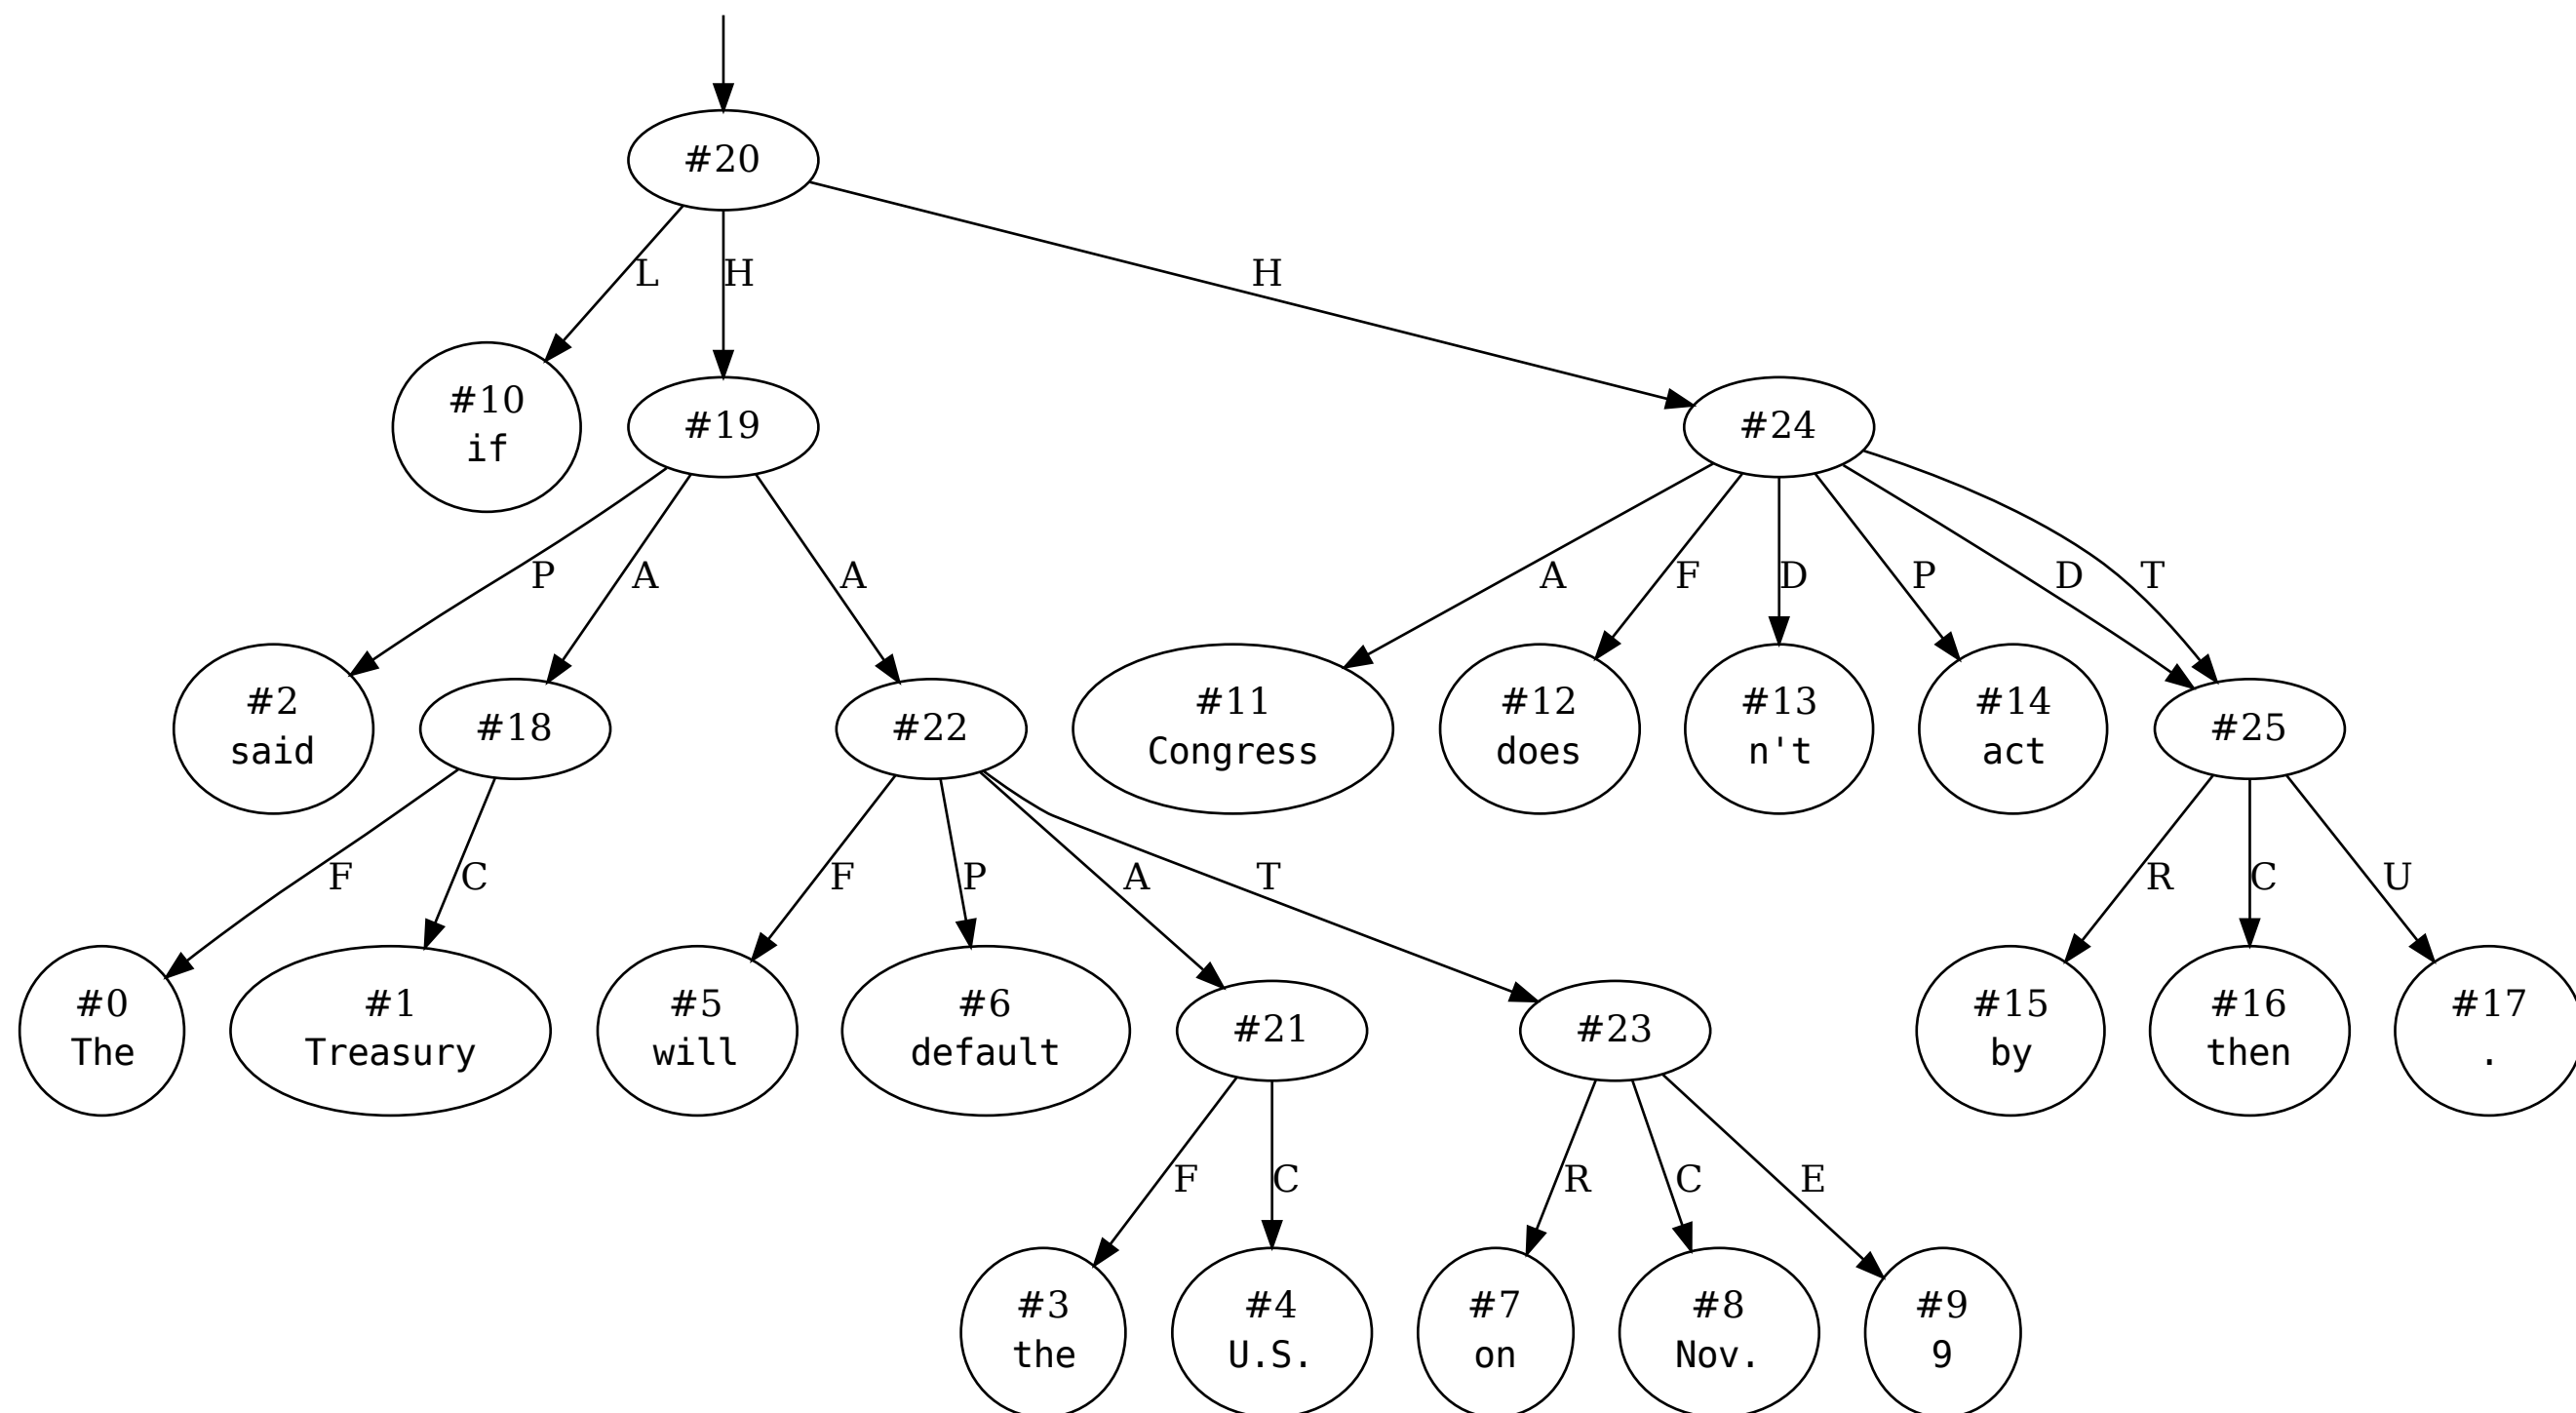 #20
L
H
H
#10
if
#19
#24
P
A
A
A
F
D
P
D
T
#2
said
#18
#22
#11
Congress
#12
does
#13
n't
#14
act
#25
F
C
F
P
A
T
R
C
U
#0
The
#1
Treasury
#5
will
#6
default
#21
#23
#15
by
#16
then
#17
.
F
C
R
C
E
#3
the
#4
U.S.
#7
on
#8
Nov.
#9
9